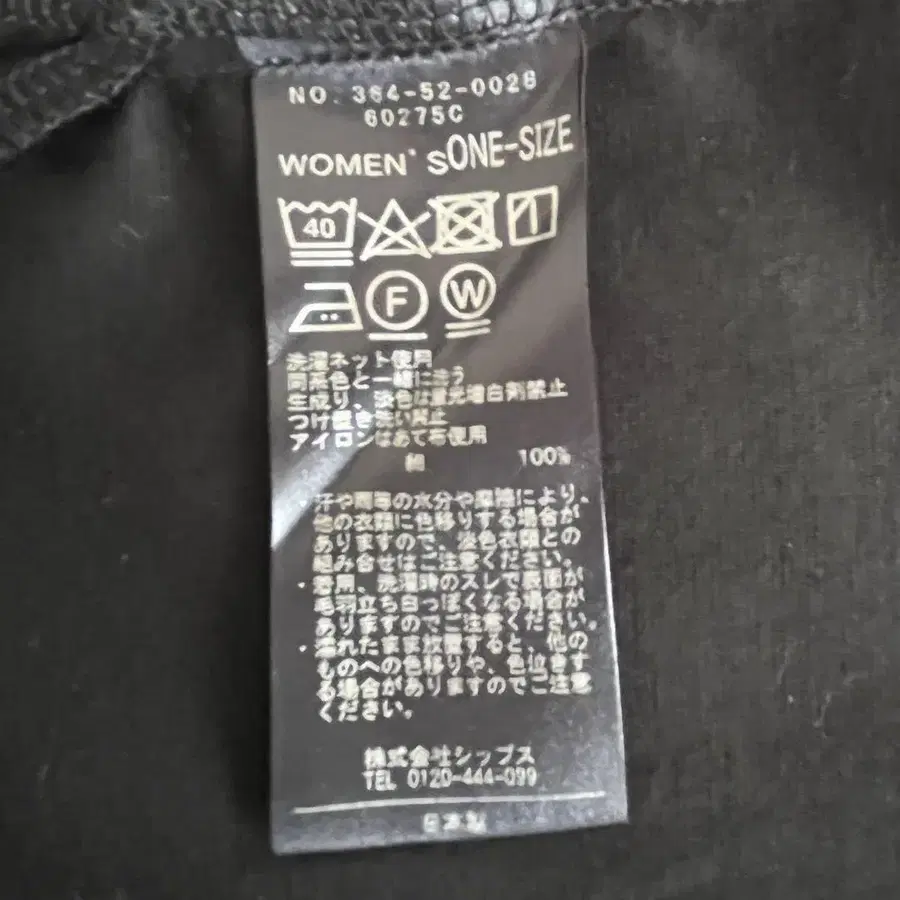 NO. 364-52-0028
60275C
WOMEN'S ONE-SIZE
40
F W
洗濯ネット使用
同系色と一緒に洗う
生成り、淡色は蛍光増白剤禁止
つけ置き洗い禁止
アイロンはあて布使用
綿 100%
・汗や雨等の水分や摩擦により、
他の衣類に色移りする場合が
ありますので、淡色衣類との
組み合せはご注意ください。
・着用、洗濯時のスレで表面が
毛羽立ち白っぽくなる場合が
ありますのでご注意ください。
・濡れたまま放置すると、他の
ものへの色移りや、色泣きす
る場合がありますのでご注意
ください。
株式会社シップス
TEL 0120-444-099
日本製